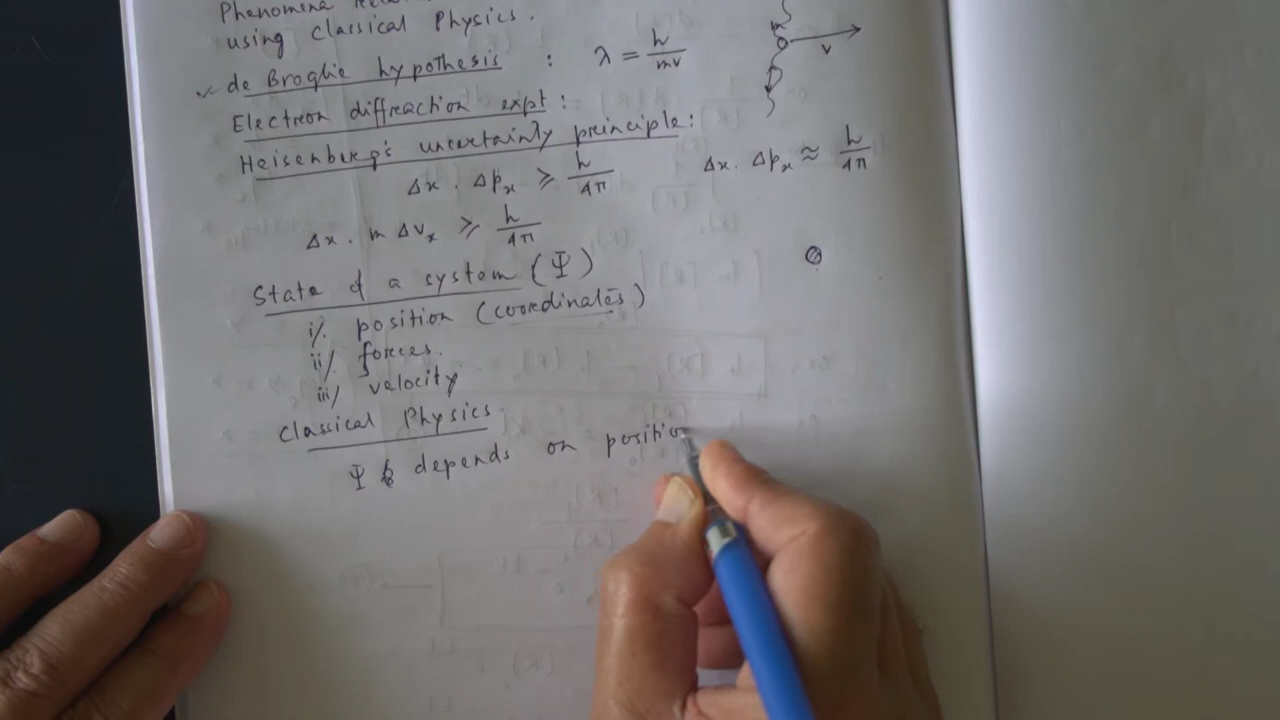 Phenomena
using Classical Physics.
de Broglie hypothesis : λ = h/mv
m
v
Electron diffraction expt :
Heisenberg's uncertainty principle :
Δx . Δpx ⩾ h/4π Δx . Δpx ≈ h/4π
Δx . m Δvx ⩾ h/4π
State of a system (Ψ)
i/. position (coordinates)
ii/ forces.
iii/. velocity
Classical Physics
Ψ depends on positio